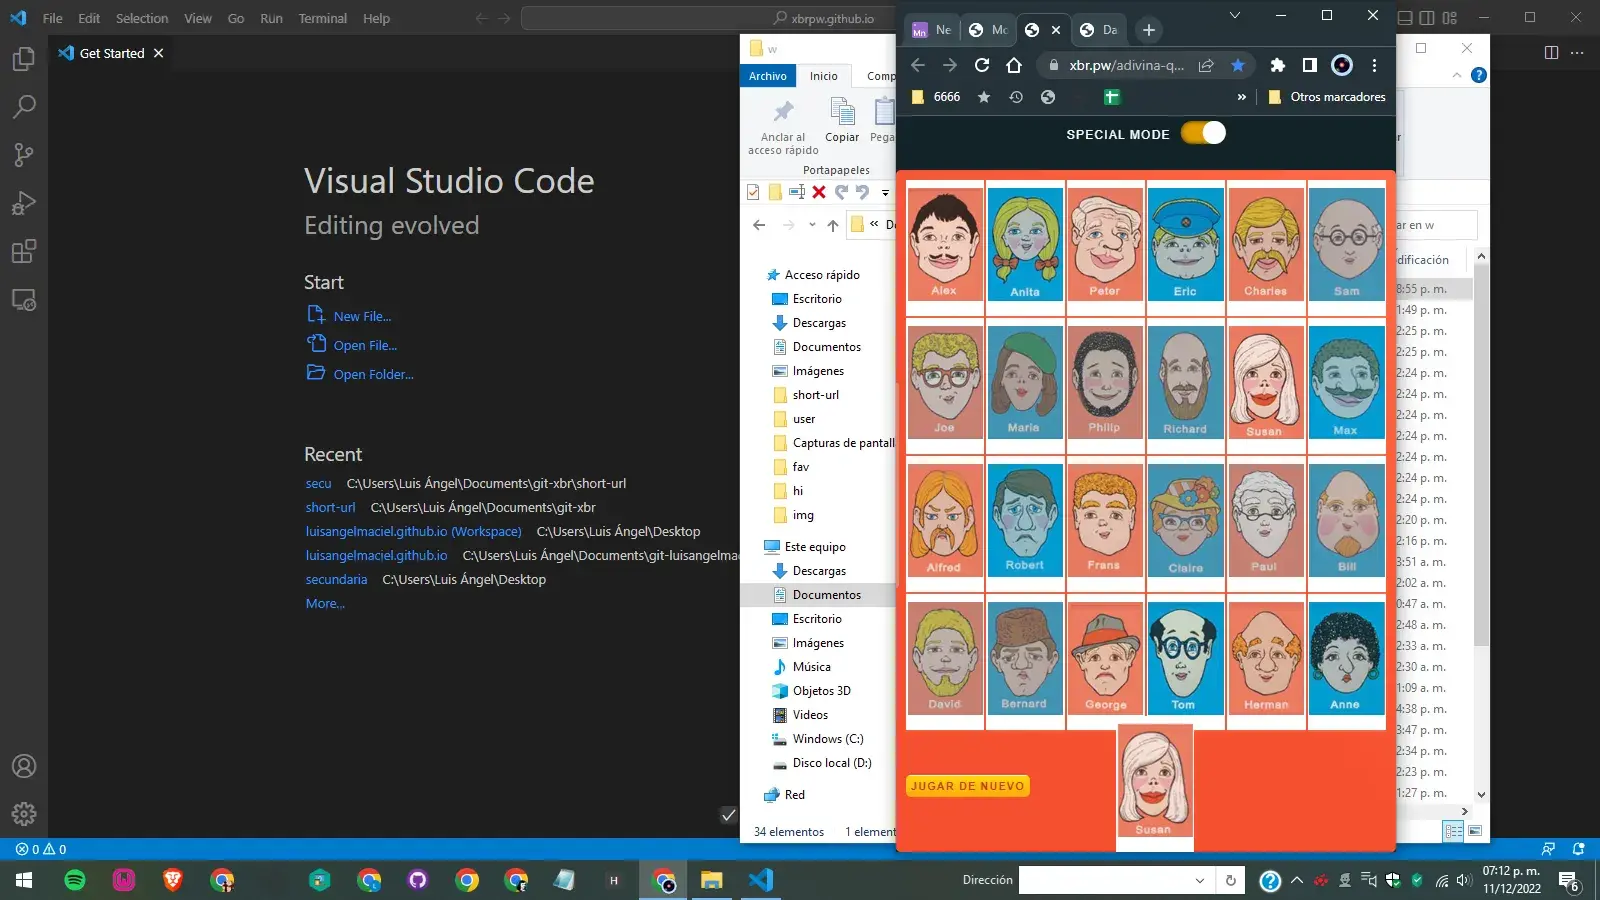 File Edit Selection View Go Run Terminal Help
xbrpw.github.io
Get Started
Visual Studio Code
Editing evolved
Start
New File...
Open File...
Open Folder...
Recent
secu C:\Users\Luis Ángel\Documents\git-xbr\short-url
short-url C:\Users\Luis Ángel\Documents\git-xbr
luisangelmaciel.github.io (Workspace) C:\Users\Luis Ángel\Desktop
luisangelmaciel.github.io C:\Users\Luis Ángel\Documents\git-luisangelmac
secundaria C:\Users\Luis Ángel\Desktop
More...
0 0
w
Archivo Inicio Comp
Anclar al acceso rápido
Copiar
Pega
Portapapeles
« D
ar en w
dificación
Acceso rápido
Escritorio
Descargas
Documentos
Imágenes
short-url
user
Capturas de pantall
fav
hi
img
Este equipo
Descargas
Documentos
Escritorio
Imágenes
Música
Objetos 3D
Videos
Windows (C:)
Disco local (D:)
Red
34 elementos 1 element
8:55 p. m.
1:49 p. m.
2:25 p. m.
2:25 p. m.
2:24 p. m.
2:24 p. m.
2:24 p. m.
2:24 p. m.
2:24 p. m.
2:24 p. m.
2:24 p. m.
2:20 p. m.
2:16 p. m.
3:51 a. m.
2:02 a. m.
0:47 a. m.
2:48 a. m.
2:33 a. m.
2:30 a. m.
1:09 a. m.
4:38 p. m.
3:47 p. m.
2:34 p. m.
2:23 p. m.
1:27 p. m.
Mn Ne Mc Da
xbr.pw/adivina-q...
6666 » Otros marcadores
SPECIAL MODE
Alex Anita Peter Eric Charles Sam
Joe Maria Philip Richard Susan Max
Alfred Robert Frans Claire Paul Bill
David Bernard George Tom Herman Anne
JUGAR DE NUEVO
Susan
H
Dirección
07:12 p. m.
11/12/2022
6